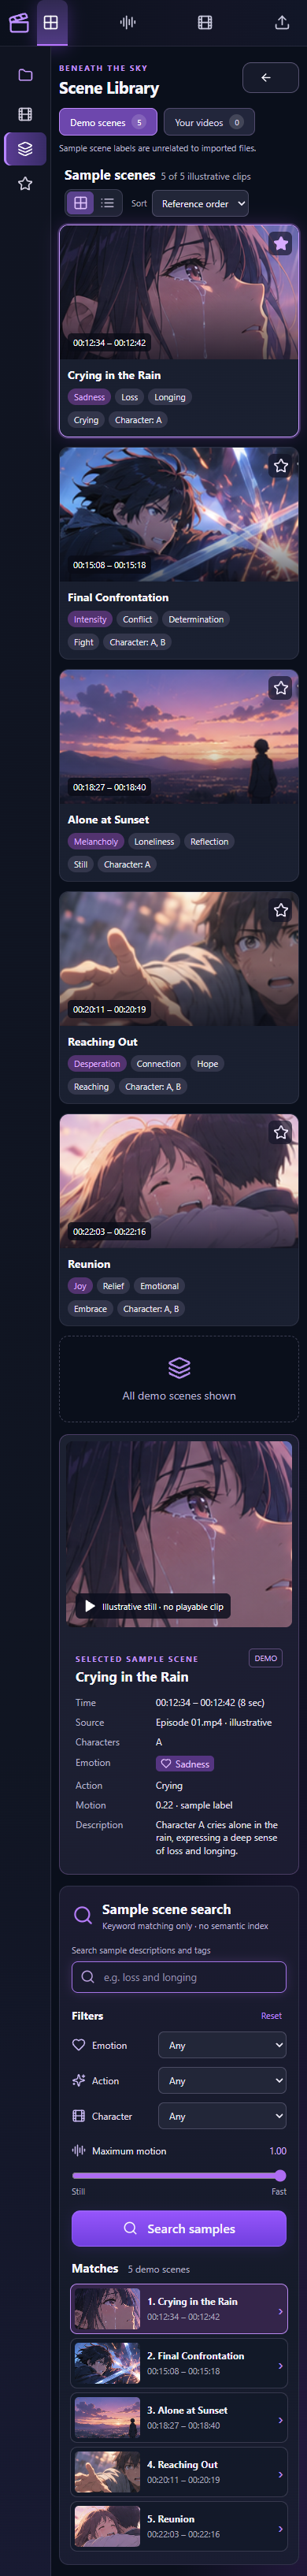 BENEATH THE SKY
Scene Library
Demo scenes 5 Your videos 0
Sample scene labels are unrelated to imported files.
Sample scenes 5 of 5 illustrative clips
Sort Reference order
00:12:34 – 00:12:42
Crying in the Rain
Sadness Loss Longing
Crying Character: A
00:15:08 – 00:15:18
Final Confrontation
Intensity Conflict Determination
Fight Character: A, B
00:18:27 – 00:18:40
Alone at Sunset
Melancholy Loneliness Reflection
Still Character: A
00:20:11 – 00:20:19
Reaching Out
Desperation Connection Hope
Reaching Character: A, B
00:22:03 – 00:22:16
Reunion
Joy Relief Emotional
Embrace Character: A, B
All demo scenes shown
Illustrative still · no playable clip
SELECTED SAMPLE SCENE DEMO
Crying in the Rain
Time 00:12:34 – 00:12:42 (8 sec)
Source Episode 01.mp4 · illustrative
Characters A
Emotion Sadness
Action Crying
Motion 0.22 · sample label
Description Character A cries alone in the
rain, expressing a deep sense
of loss and longing.
Sample scene search
Keyword matching only · no semantic index
Search sample descriptions and tags
e.g. loss and longing
Filters Reset
Emotion Any
Action Any
Character Any
Maximum motion 1.00
Still Fast
Search samples
Matches 5 demo scenes
1. Crying in the Rain
00:12:34 – 00:12:42
2. Final Confrontation
00:15:08 – 00:15:18
3. Alone at Sunset
00:18:27 – 00:18:40
4. Reaching Out
00:20:11 – 00:20:19
5. Reunion
00:22:03 – 00:22:16